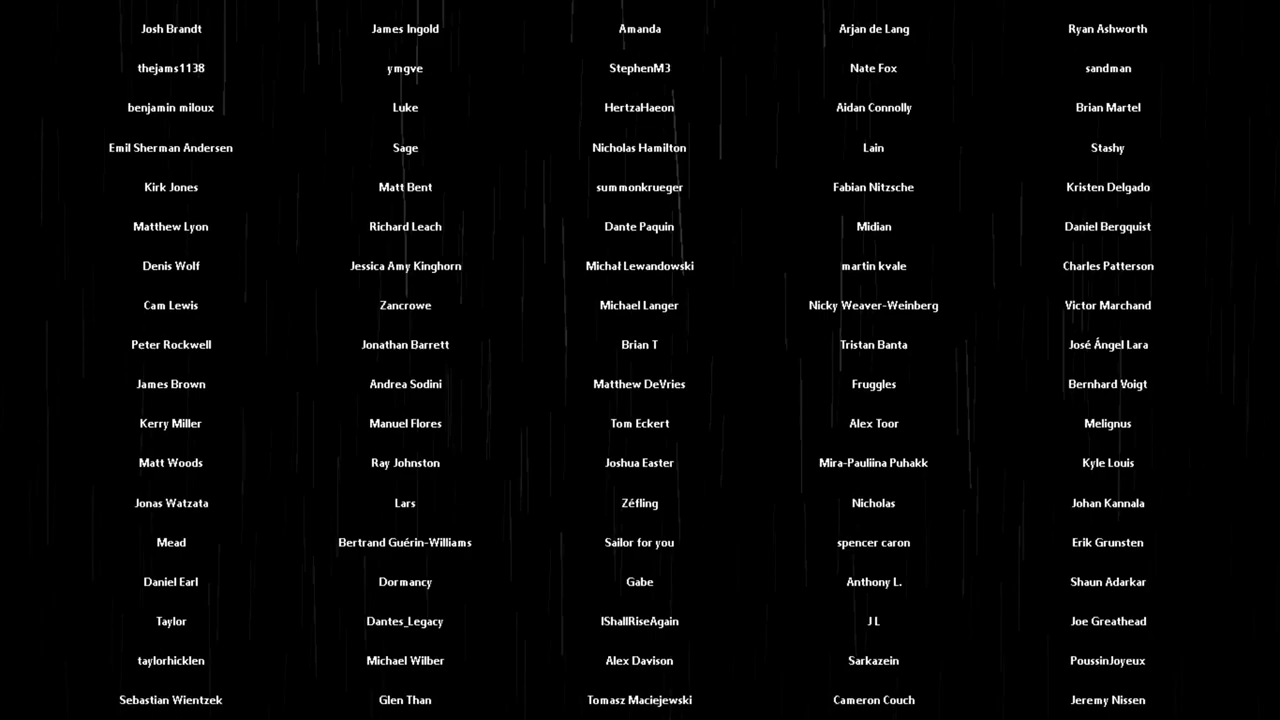 Josh Brandt James Ingold Amanda Arjan de Lang Ryan Ashworth
thejams1138 ymgve StephenM3 Nate Fox sandman
benjamin miloux Luke HertzaHaeon Aidan Connolly Brian Martel
Emil Sherman Andersen Sage Nicholas Hamilton Lain Stashy
Kirk Jones Matt Bent summonkrueger Fabian Nitzsche Kristen Delgado
Matthew Lyon Richard Leach Dante Paquin Midian Daniel Bergquist
Denis Wolf Jessica Amy Kinghorn Michał Lewandowski martin kvale Charles Patterson
Cam Lewis Zancrowe Michael Langer Nicky Weaver-Weinberg Victor Marchand
Peter Rockwell Jonathan Barrett Brian T Tristan Banta José Ángel Lara
James Brown Andrea Sodini Matthew DeVries Fruggles Bernhard Voigt
Kerry Miller Manuel Flores Tom Eckert Alex Toor Melignus
Matt Woods Ray Johnston Joshua Easter Mira-Pauliina Puhakk Kyle Louis
Jonas Watzata Lars Zéfling Nicholas Johan Kannala
Mead Bertrand Guérin-Williams Sailor for you spencer caron Erik Grunsten
Daniel Earl Dormancy Gabe Anthony L. Shaun Adarkar
Taylor Dantes_Legacy IShallRiseAgain J L Joe Greathead
taylorhicklen Michael Wilber Alex Davison Sarkazein PoussinJoyeux
Sebastian Wientzek Glen Than Tomasz Maciejewski Cameron Couch Jeremy Nissen